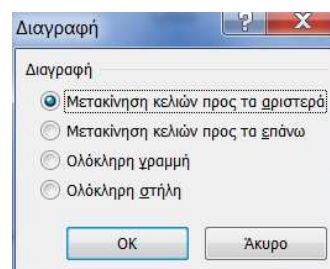 Διαγραφή
Διαγραφή
Μετακίνηση κελιών προς τα αριστερά
Μετακίνηση κελιών προς τα επάνω
Ολόκληρη γραμμή
Ολόκληρη στήλη
OK
Άκυρο